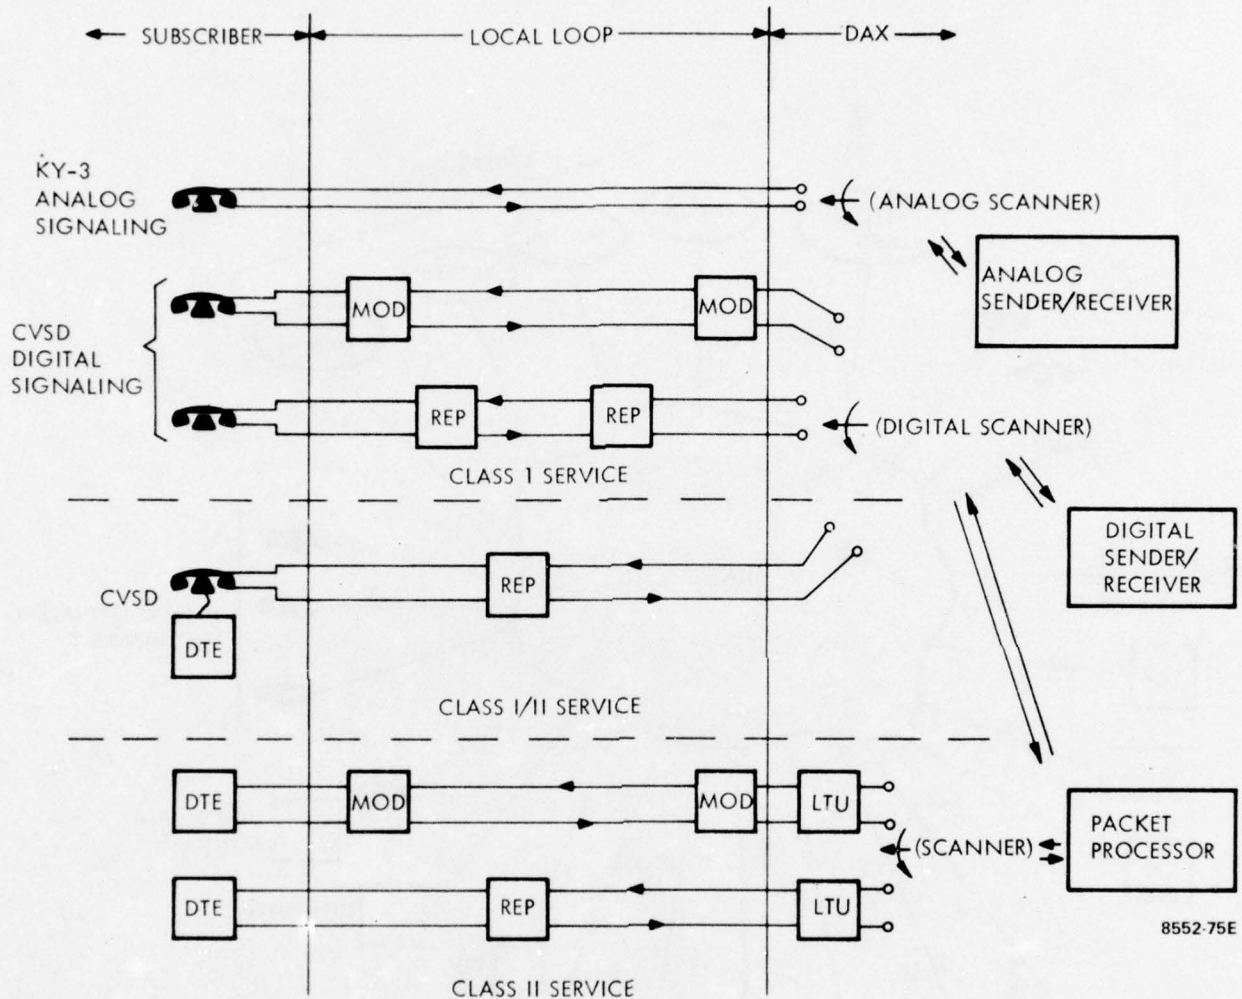 SUBSCRIBER
LOCAL LOOP
DAX
KY-3
ANALOG
SIGNALING
(ANALOG SCANNER)
ANALOG
SENDER/RECEIVER
MOD
MOD
CVSD
DIGITAL
SIGNALING
REP
REP
(DIGITAL SCANNER)
CLASS 1 SERVICE
DIGITAL
SENDER/
RECEIVER
REP
CVSD
DTE
CLASS I/II SERVICE
DTE
MOD
MOD
LTU
(SCANNER)
PACKET
PROCESSOR
DTE
REP
LTU
8552-75E
CLASS II SERVICE